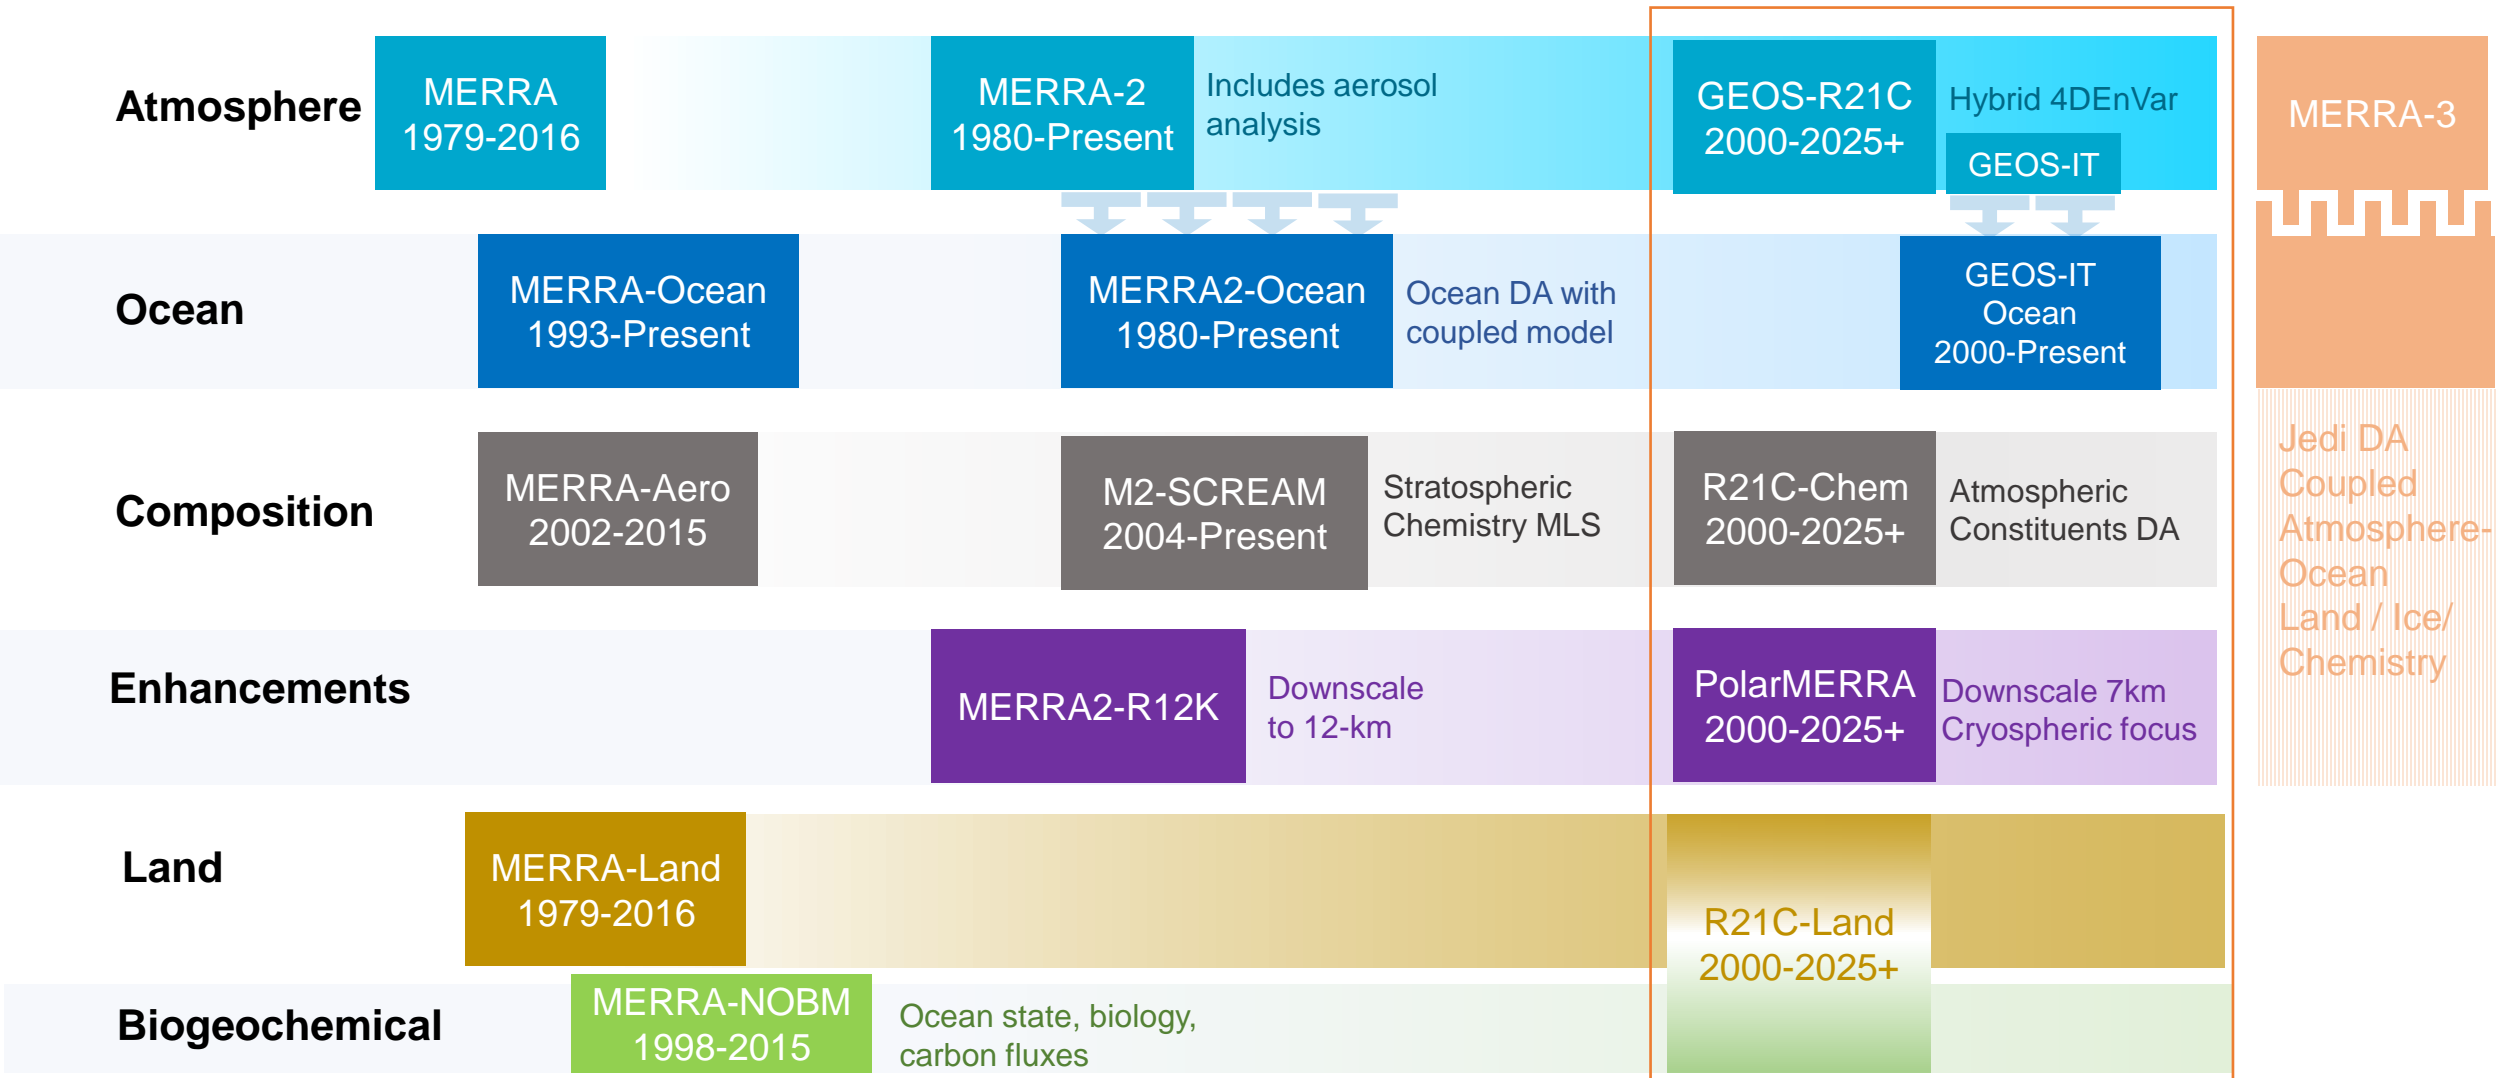 Atmosphere
MERRA
1979-2016
MERRA-2
1980-Present
Includes aerosol
analysis
GEOS-R21C
2000-2025+
Hybrid 4DEnVar
GEOS-IT
MERRA-3
Ocean
MERRA-Ocean
1993-Present
MERRA2-Ocean
1980-Present
Ocean DA with
coupled model
GEOS-IT
Ocean
2000-Present
Composition
MERRA-Aero
2002-2015
M2-SCREAM
2004-Present
Stratospheric
Chemistry MLS
R21C-Chem
2000-2025+
Atmospheric
Constituents DA
Jedi DA
Coupled
Atmosphere-
Ocean
Land / Ice/
Chemistry
Enhancements
MERRA2-R12K
Downscale
to 12-km
PolarMERRA
2000-2025+
Downscale 7km
Cryospheric focus
Land
MERRA-Land
1979-2016
R21C-Land
2000-2025+
Biogeochemical
MERRA-NOBM
1998-2015
Ocean state, biology,
carbon fluxes